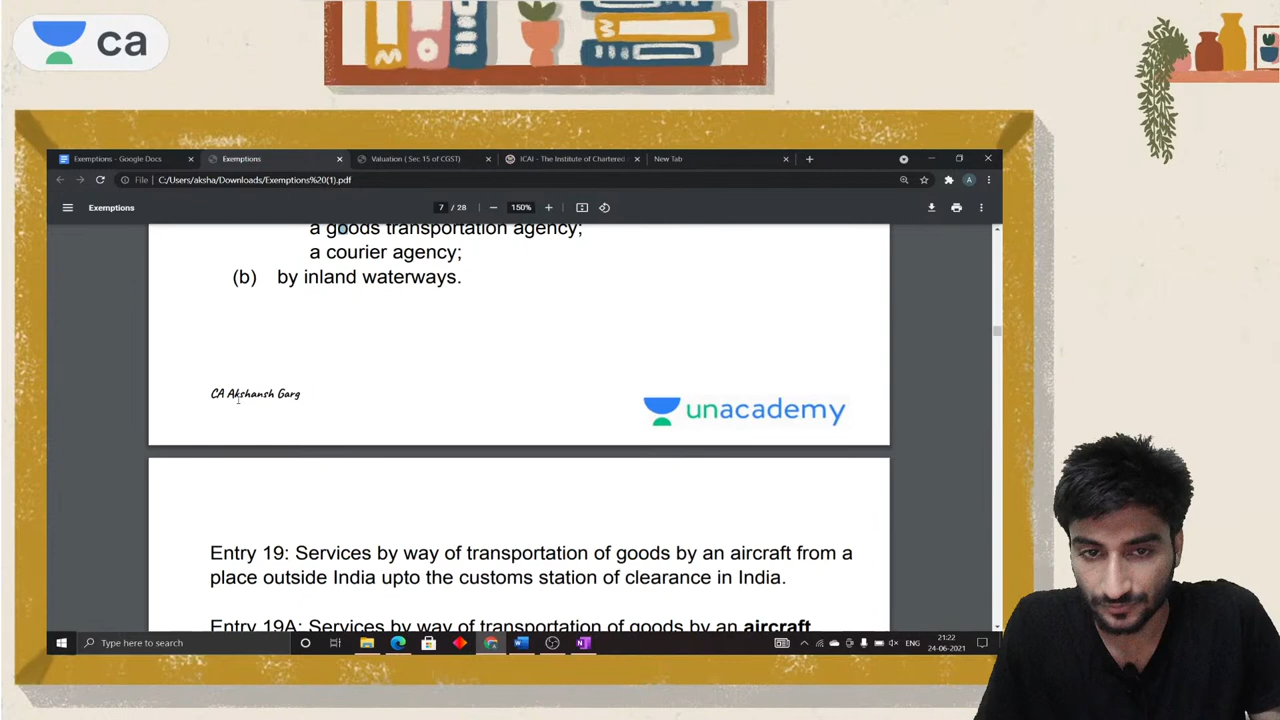 ca
Exemptions - Google Docs
Exemptions
Valuation ( Sec 15 of CGST)
ICAI - The Institute of Chartered
New Tab
File
C:/Users/aksha/Downloads/Exemptions%20(1).pdf
A
Exemptions
7 / 28
150%
a goods transportation agency;
a courier agency;
(b) by inland waterways.
CA Akshansh Garg
unacademy
Entry 19: Services by way of transportation of goods by an aircraft from a
place outside India upto the customs station of clearance in India.
Entry 19A: Services by way of transportation of goods by an aircraft
Type here to search
ENG
21:22
24-06-2021